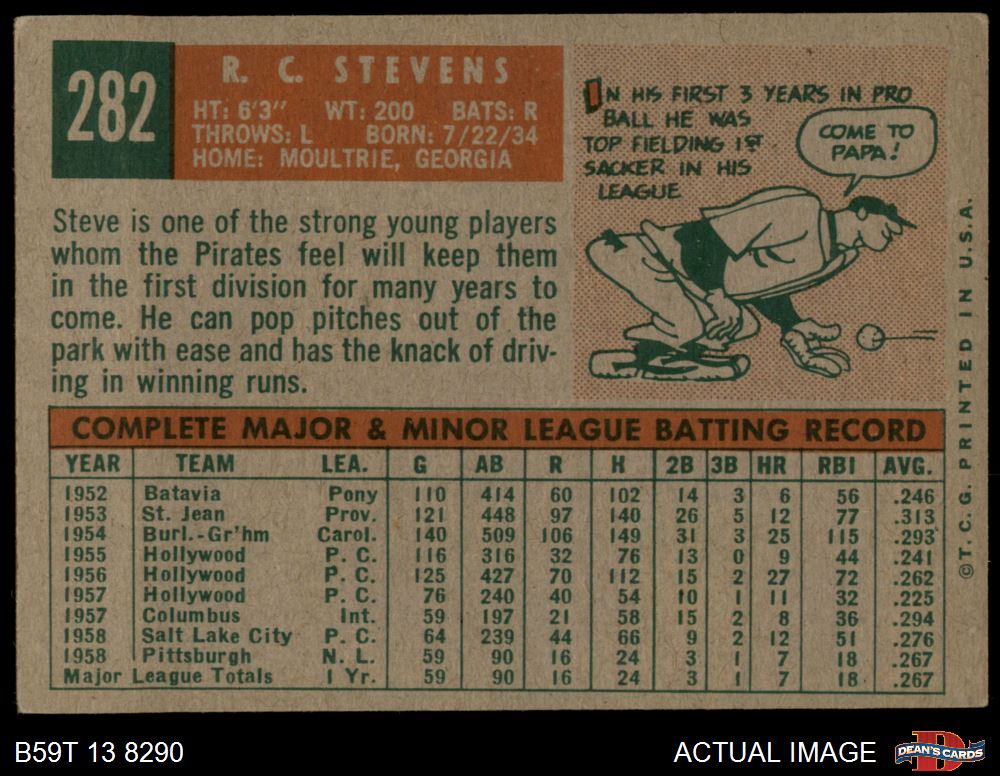 282
R. C. STEVENS
HT: 6'3" WT: 200 BATS: R
THROWS: L BORN: 7/22/34
HOME: MOULTRIE, GEORGIA
Steve is one of the strong young players
whom the Pirates feel will keep them
in the first division for many years to
come. He can pop pitches out of the
park with ease and has the knack of driv-
ing in winning runs.
IN HIS FIRST 3 YEARS IN PRO
BALL HE WAS
TOP FIELDING 1ST
SACKER IN HIS
LEAGUE
COME TO
PAPA!
COMPLETE MAJOR & MINOR LEAGUE BATTING RECORD
YEAR TEAM LEA. G AB R H 2B 3B HR RBI AVG.
1952 Batavia Pony 110 414 60 102 14 3 6 56 .246
1953 St. Jean Prov. 121 448 97 140 26 5 12 77 .313
1954 Burl.-Gr'hm Carol. 140 509 106 149 31 3 25 115 .293
1955 Hollywood P. C. 116 316 32 76 13 0 9 44 .241
1956 Hollywood P. C. 125 427 70 112 15 2 27 72 .262
1957 Hollywood P. C. 76 240 40 54 10 1 11 32 .225
1957 Columbus Int. 59 197 21 58 15 2 8 36 .294
1958 Salt Lake City P. C. 64 239 44 66 9 2 12 51 .276
1958 Pittsburgh N. L. 59 90 16 24 3 1 7 18 .267
Major League Totals 1 Yr. 59 90 16 24 3 1 7 18 .267
©T. C. G. PRINTED IN U.S.A.
B59T 13 8290
ACTUAL IMAGE
D
DEAN'S CARDS